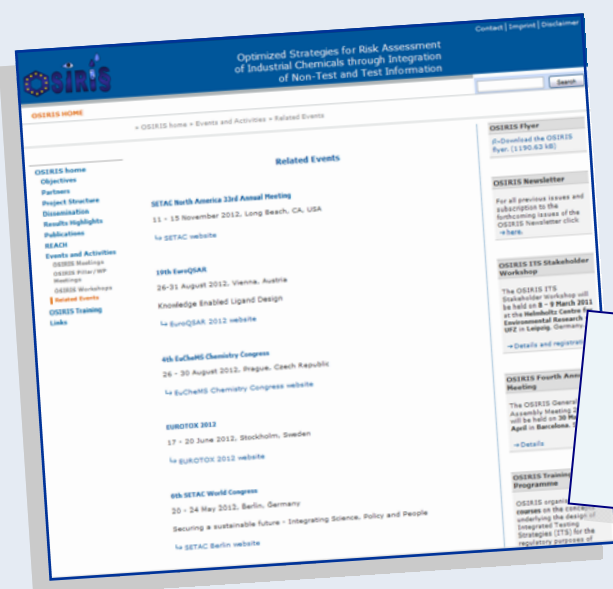 Contact | Imprint | Disclaimer
OSIRIS
Optimized Strategies for Risk Assessment
of Industrial Chemicals through Integration
of Non-Test and Test Information
Search
OSIRIS HOME
» OSIRIS home » Events and Activities » Related Events
OSIRIS home
Objectives
Partners
Project Structure
Dissemination
Results Highlights
Publications
REACH
Events and Activities
OSIRIS Meetings
OSIRIS Pillar/WP
Meetings
OSIRIS Workshops
Related Events
OSIRIS Training
Links
Related Events
SETAC North America 33rd Annual Meeting
11 - 15 November 2012, Long Beach, CA, USA
SETAC website
19th EuroQSAR
26-31 August 2012, Vienna, Austria
Knowledge Enabled Ligand Design
EuroQSAR 2012 website
4th EuCheMS Chemistry Congress
26 - 30 August 2012, Prague, Czech Republic
EuCheMS Chemistry Congress website
EUROTOX 2012
17 - 20 June 2012, Stockholm, Sweden
EUROTOX 2012 website
6th SETAC World Congress
20 - 24 May 2012, Berlin, Germany
Securing a sustainable future - Integrating Science, Policy and People
SETAC Berlin website
OSIRIS Flyer
Download the OSIRIS
flyer. (1190.63 kB)
OSIRIS Newsletter
For all previous issues and
subscription to the
forthcoming issues of the
OSIRIS Newsletter click
here.
OSIRIS ITS Stakeholder
Workshop
The OSIRIS ITS
Stakeholder Workshop will
be held on 8 - 9 March 2011
at the Helmholtz Centre for
Environmental Research
UFZ in Leipzig, Germany.
Details and
OSIRIS Fourth
Meeting
The OSIRIS General
Assembly Meeting
will be held on 30
April in Barcelona,
Details
OSIRIS Training
Programme
OSIRIS
courses on the
underlying the design of
Integrated Testing
Strategies (ITS) for the
regulatory purposes of